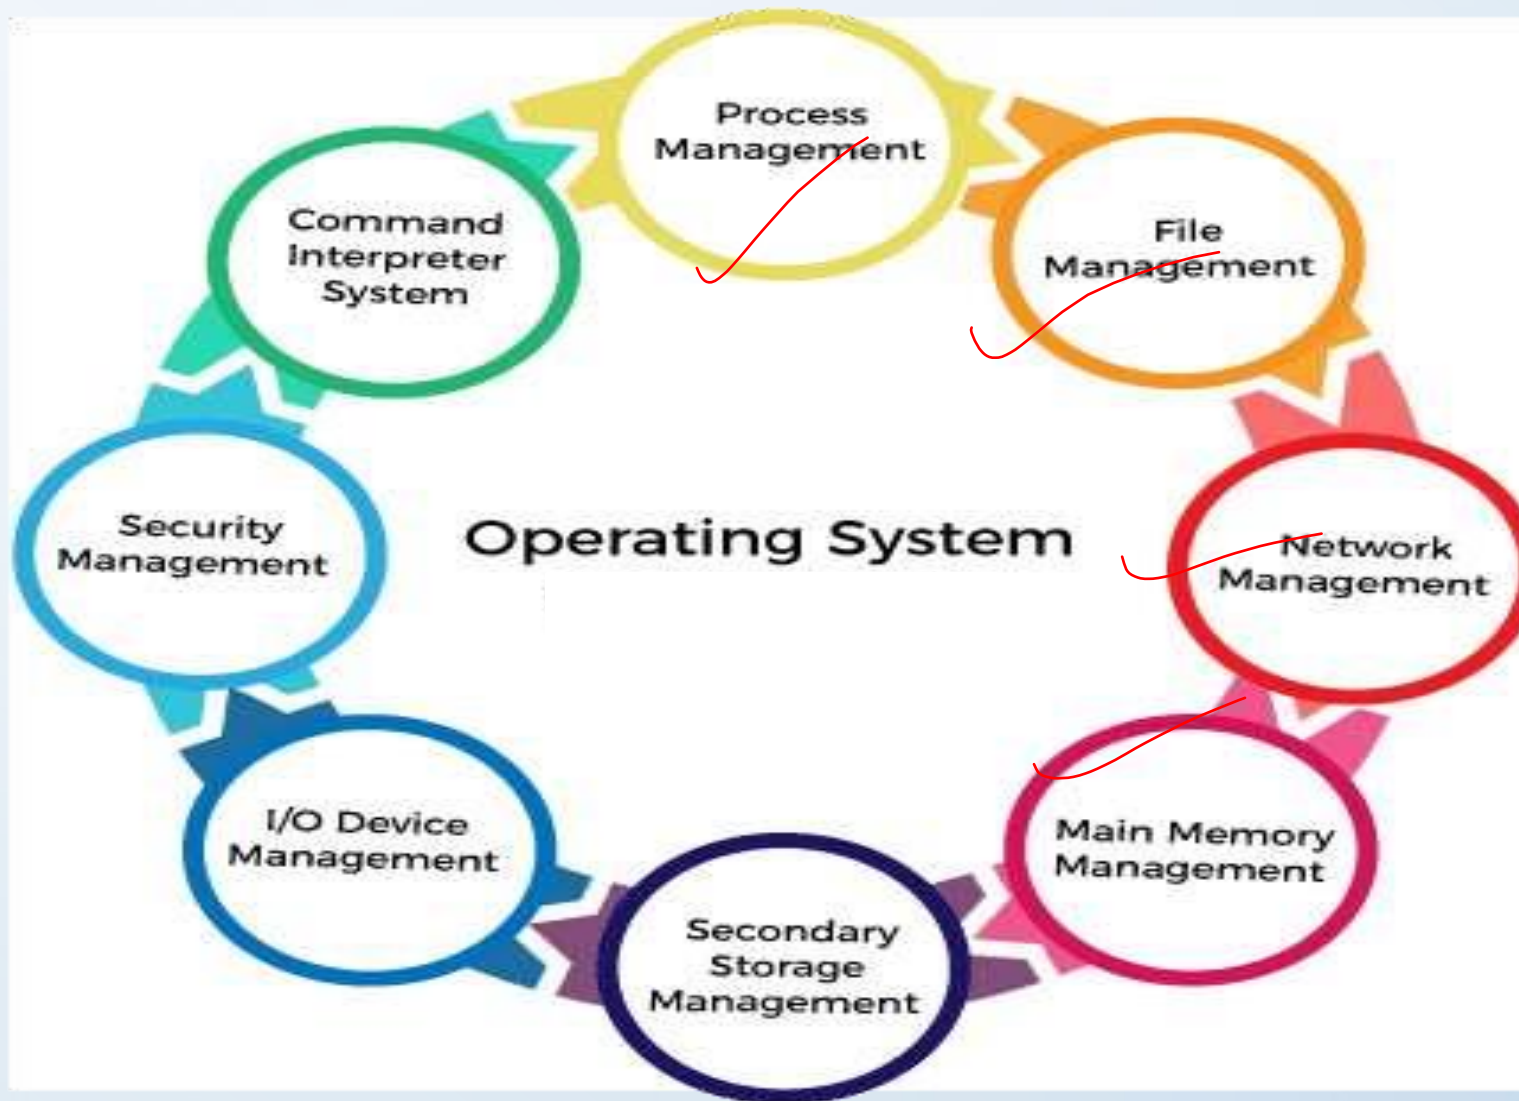 Process
Management
File
Management
Network
Management
Main Memory
Management
Secondary
Storage
Management
I/O Device
Management
Security
Management
Command
Interpreter
System
Operating System